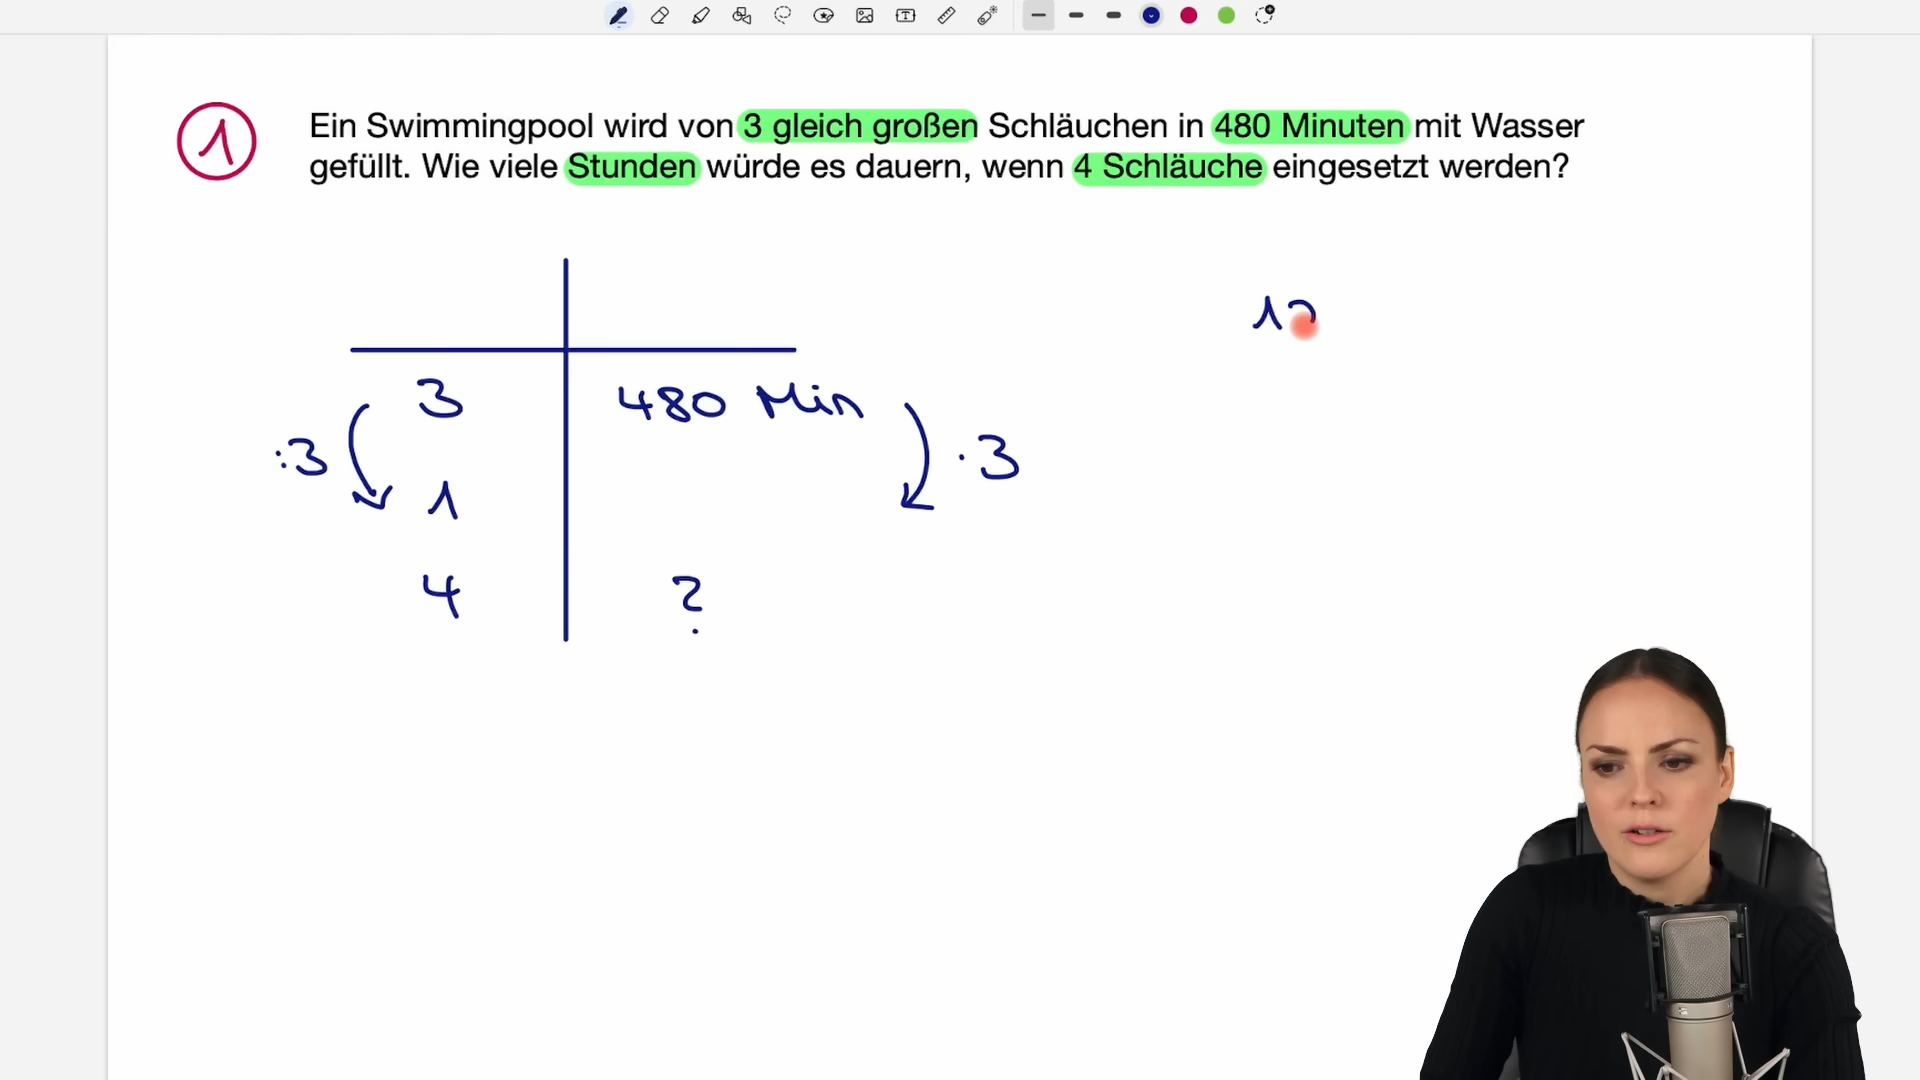 1
Ein Swimmingpool wird von 3 gleich großen Schläuchen in 480 Minuten mit Wasser
gefüllt. Wie viele Stunden würde es dauern, wenn 4 Schläuche eingesetzt werden?
3 480 Min
:3 · 3
1
4 ?